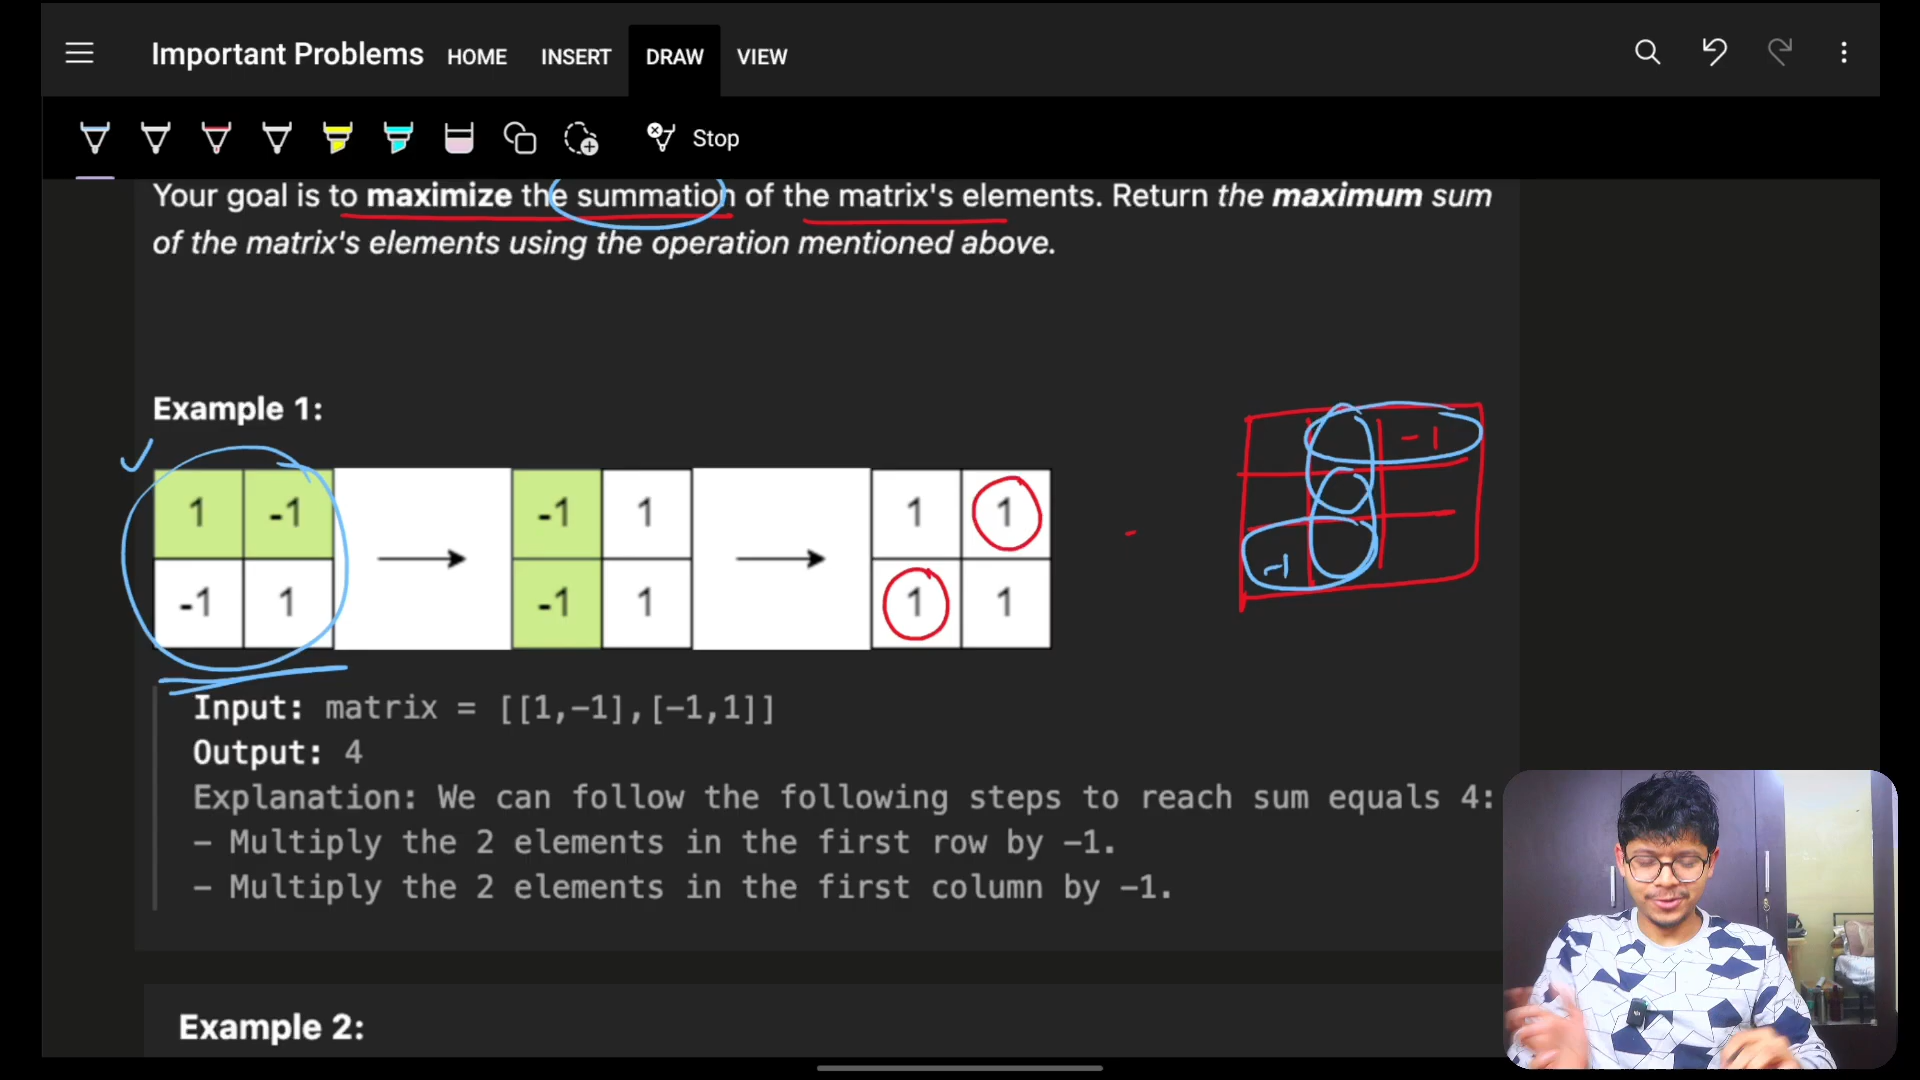 Important Problems HOME INSERT DRAW VIEW
Stop
Your goal is to maximize the summation of the matrix's elements. Return the maximum sum
of the matrix's elements using the operation mentioned above.
Example 1:
1 -1 -1 1 1 1
-1 1 -1 1 1 1
-1
-1
Input: matrix = [[1,-1],[-1,1]]
Output: 4
Explanation: We can follow the following steps to reach sum equals 4:
- Multiply the 2 elements in the first row by -1.
- Multiply the 2 elements in the first column by -1.
Example 2: